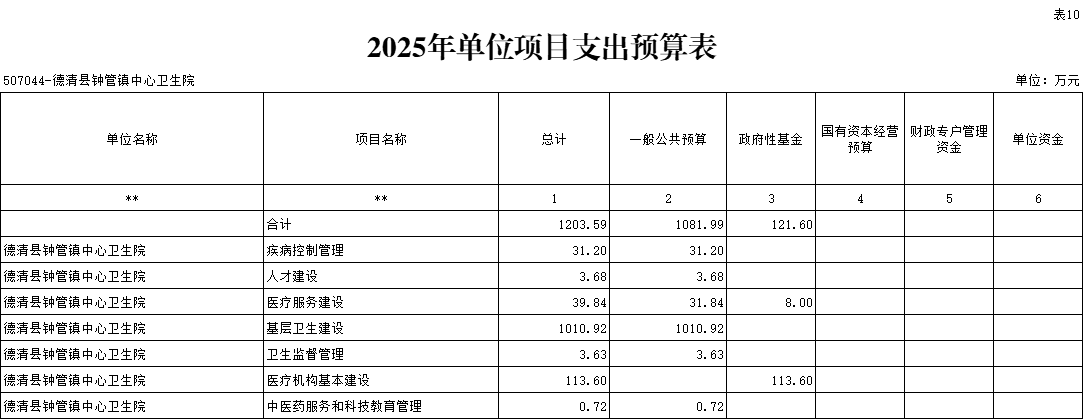 表10
2025年单位项目支出预算表
507044-德清县钟管镇中心卫生院 单位：万元
单位名称 项目名称 总计 一般公共预算 政府性基金 国有资本经营预算 财政专户管理资金 单位资金
** ** 1 2 3 4 5 6
合计 1203.59 1081.99 121.60
德清县钟管镇中心卫生院 疾病控制管理 31.20 31.20
德清县钟管镇中心卫生院 人才建设 3.68 3.68
德清县钟管镇中心卫生院 医疗服务建设 39.84 31.84 8.00
德清县钟管镇中心卫生院 基层卫生建设 1010.92 1010.92
德清县钟管镇中心卫生院 卫生监督管理 3.63 3.63
德清县钟管镇中心卫生院 医疗机构基本建设 113.60 113.60
德清县钟管镇中心卫生院 中医药服务和科技教育管理 0.72 0.72